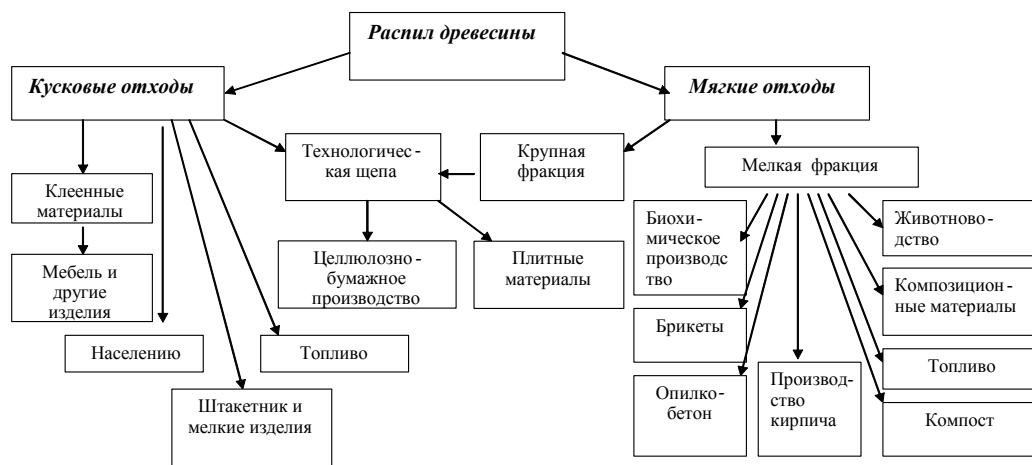 Распил древесины
Кусковые отходы
Мягкие отходы
Технологичес-
кая щепа
Крупная
фракция
Мелкая фракция
Клеенные
материалы
Биохи-
мическое
производс
тво
Животново-
дство
Целлюлозно-
бумажное
производство
Плитные
материалы
Мебель и
другие
изделия
Композицион-
ные материалы
Брикеты
Населению
Топливо
Топливо
Опилко-
бетон
Производ-
ство
кирпича
Штакетник и
мелкие изделия
Компост